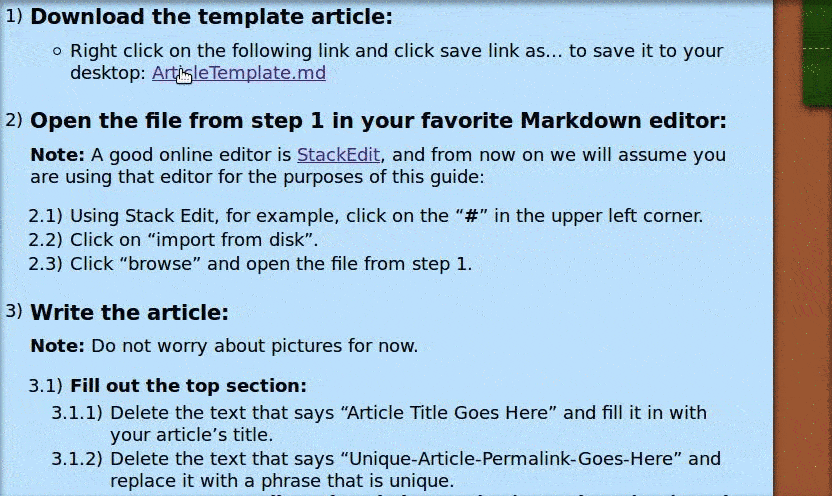 1) Download the template article:
○ Right click on the following link and click save link as... to save it to your
desktop: ArticleTemplate.md
2) Open the file from step 1 in your favorite Markdown editor:
Note: A good online editor is StackEdit, and from now on we will assume you
are using that editor for the purposes of this guide:
2.1) Using Stack Edit, for example, click on the “#” in the upper left corner.
2.2) Click on “import from disk”.
2.3) Click “browse” and open the file from step 1.
3) Write the article:
Note: Do not worry about pictures for now.
3.1) Fill out the top section:
3.1.1) Delete the text that says “Article Title Goes Here” and fill it in with
your article’s title.
3.1.2) Delete the text that says “Unique-Article-Permalink-Goes-Here” and
replace it with a phrase that is unique.